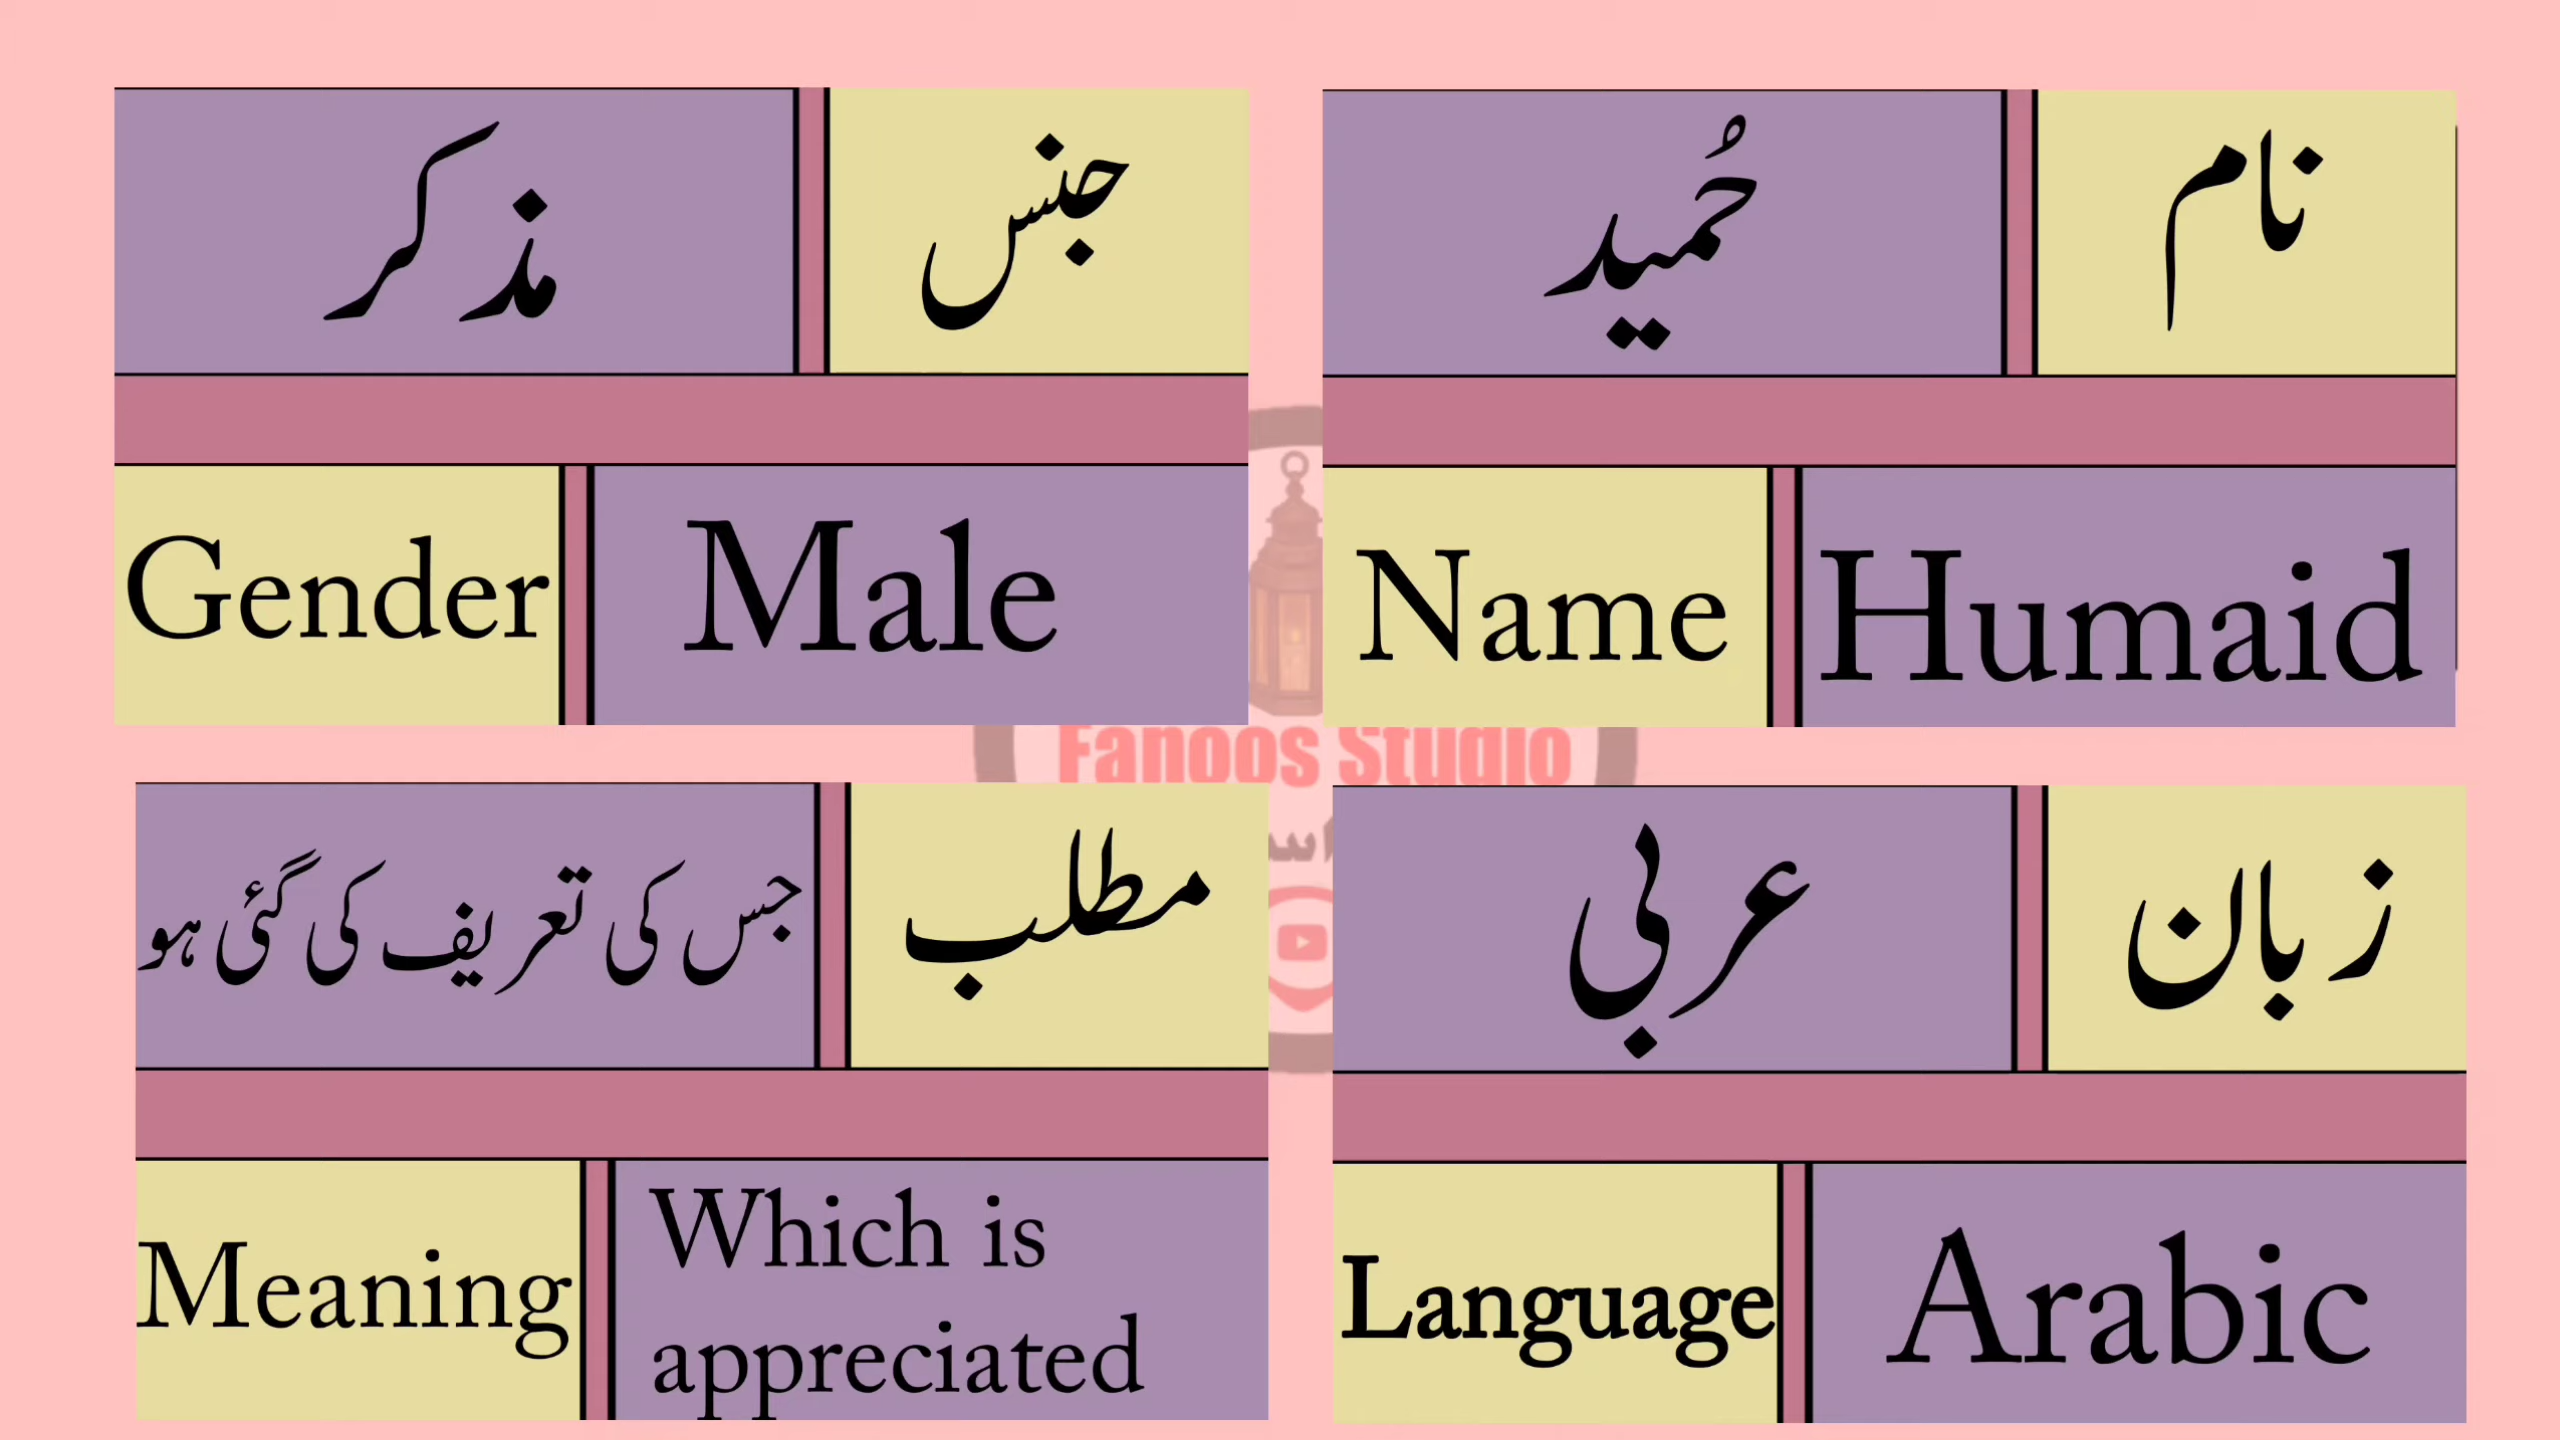 جنس مذکر
Gender Male
نام حُمید
Name Humaid
Fanoos Studio
مطلب جس کی تعریف کی گئی ہو
Meaning Which is
appreciated
زبان عربی
Language Arabic